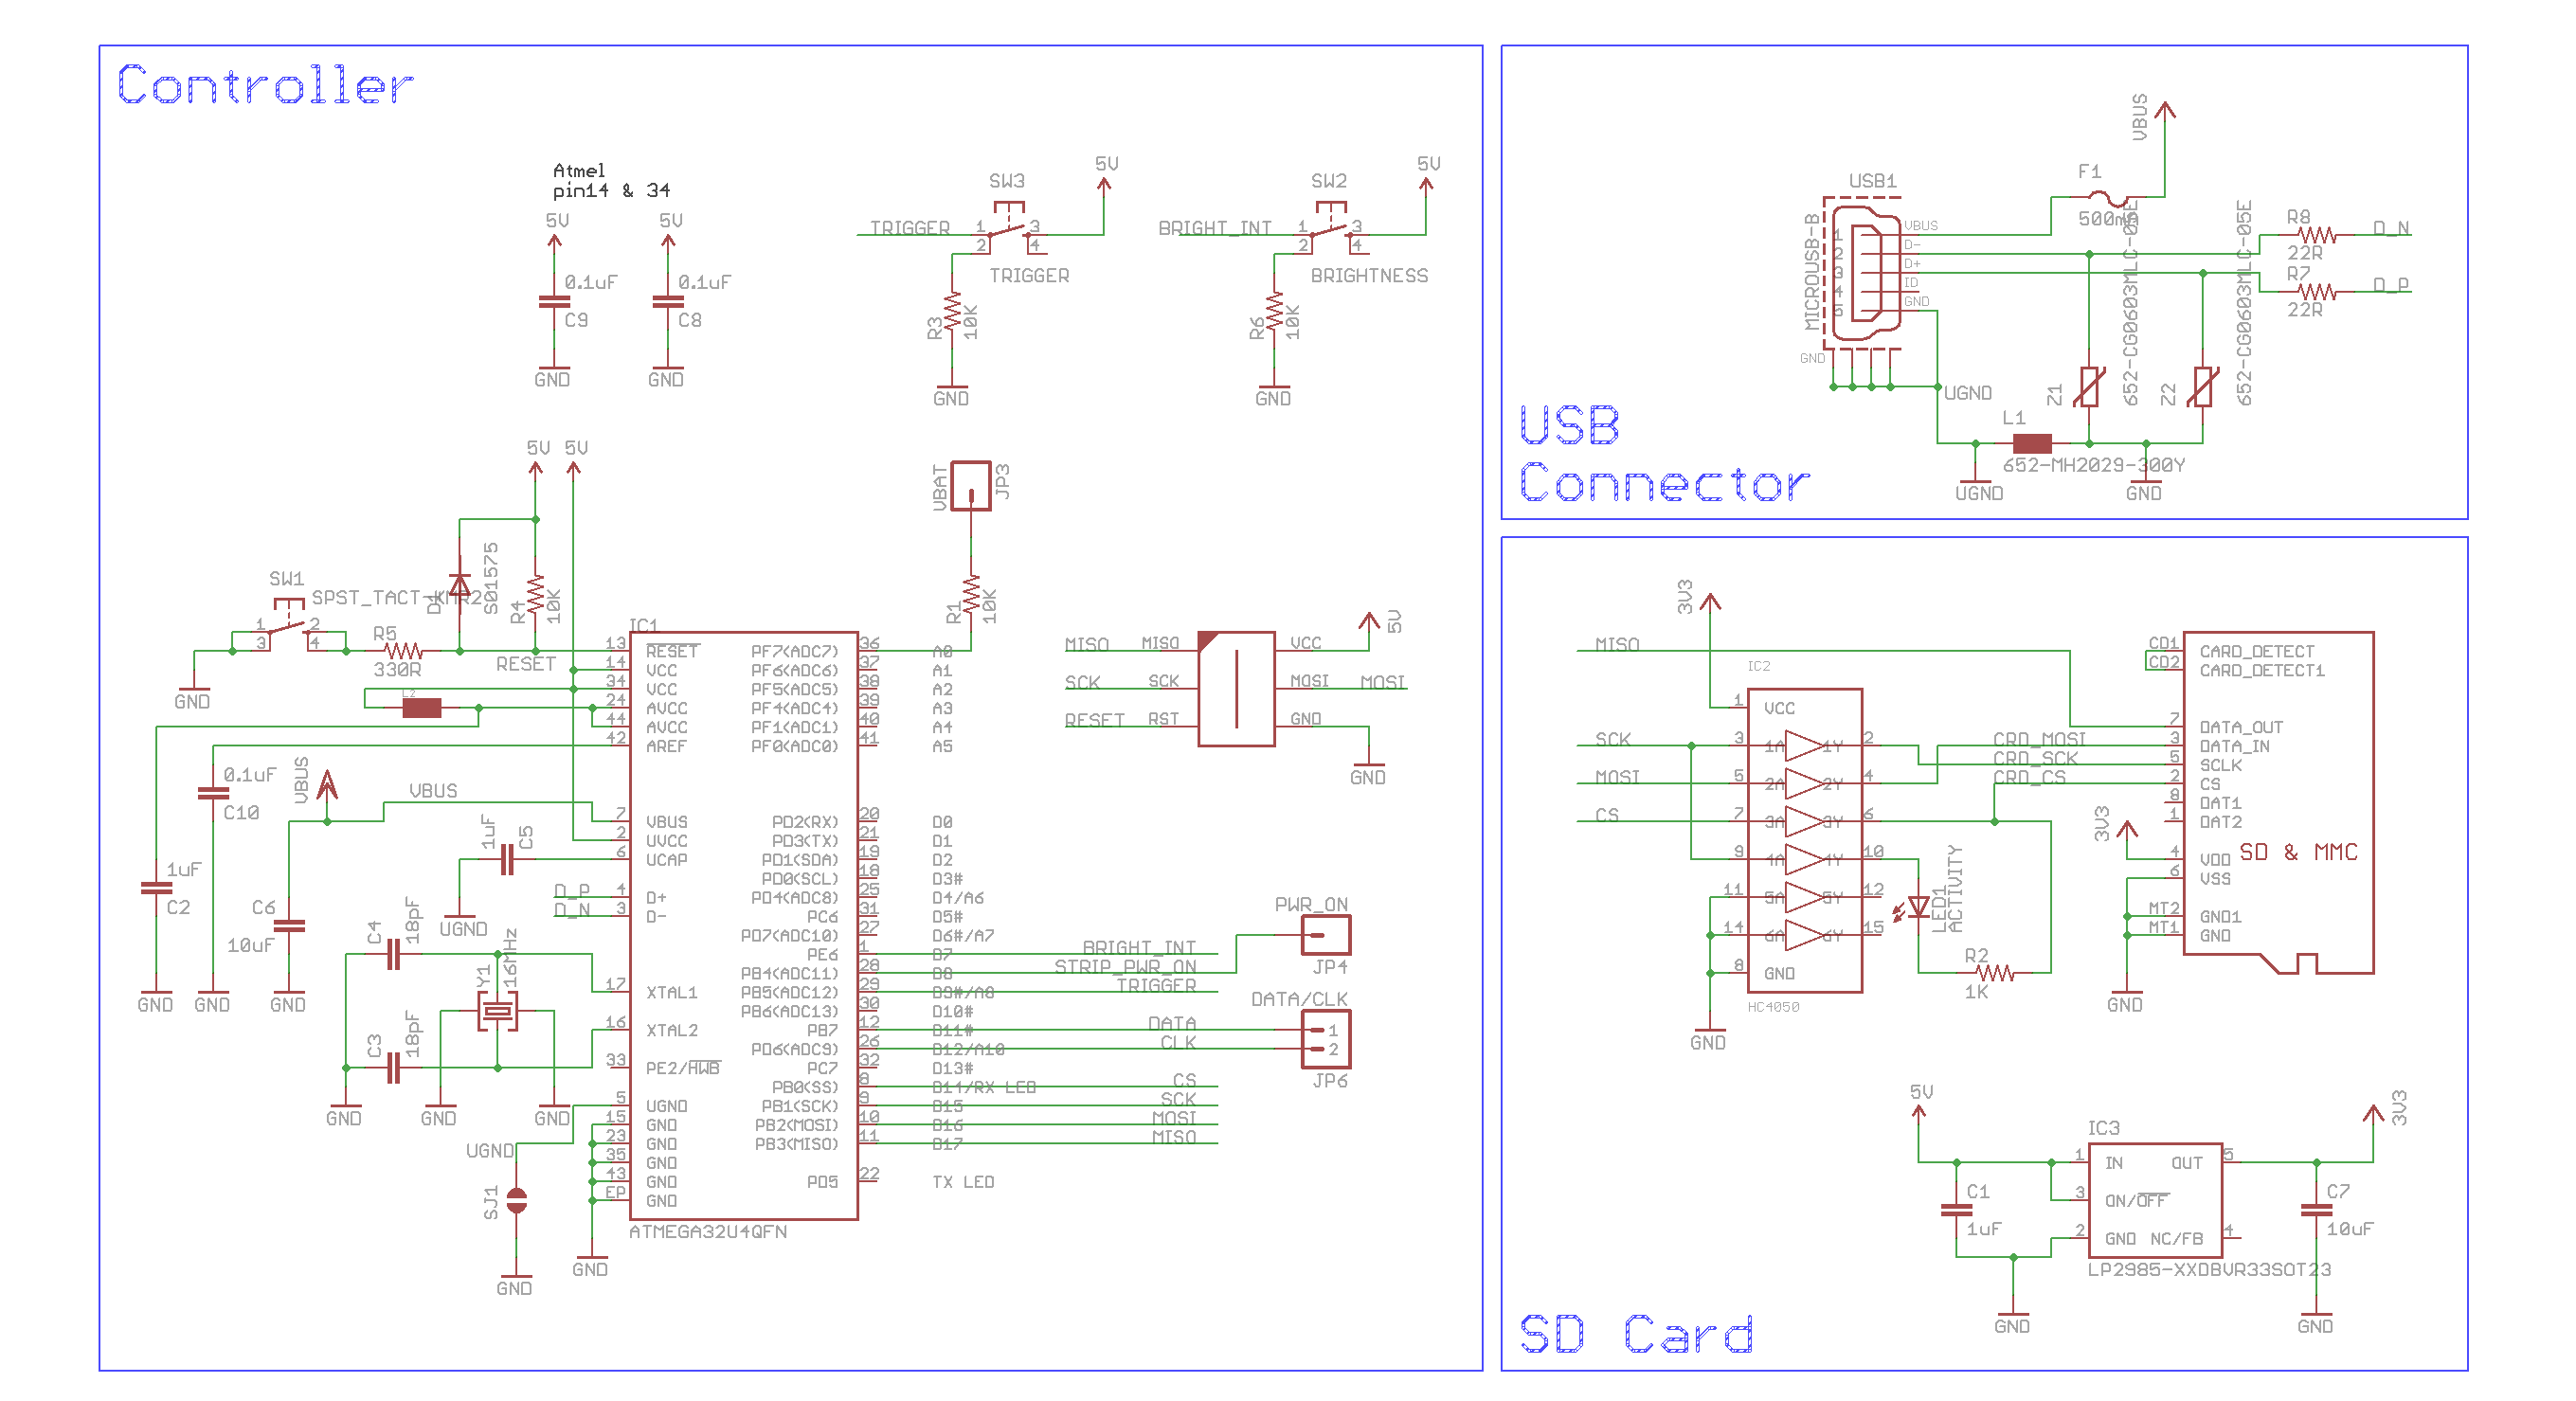 Controller
Atmel
pin14 & 34
5V
5V
0.1uF
C9
0.1uF
C8
GND
GND
SW3
5V
TRIGGER
1
3
2
4
TRIGGER
R3
10K
GND
SW2
5V
BRIGHT_INT
1
3
2
4
BRIGHTNESS
R6
10K
GND
5V
5V
SW1
SPST_TACT-KMR2
1
2
3
4
R5
330R
D1
S01575
R4
10K
RESET
GND
L2
VBAT
JP3
R1
10K
IC1
13 RESET
14 VCC
34 VCC
24 AVCC
44 AVCC
42 AREF
7 VBUS
2 UVCC
6 UCAP
4 D+
3 D-
17 XTAL1
16 XTAL2
33 PE2/HWB
5 UGND
15 GND
23 GND
35 GND
43 GND
EP GND
PF7(ADC7) 36 A0
PF6(ADC6) 37 A1
PF5(ADC5) 38 A2
PF4(ADC4) 39 A3
PF1(ADC1) 40 A4
PF0(ADC0) 41 A5
PD2(RX) 20 D0
PD3(TX) 21 D1
PD1(SDA) 19 D2
PD0(SCL) 18 D3#
PD4(ADC8) 25 D4/A6
PC6 31 D5#
PD7(ADC10) 27 D6#/A7
PE6 1 D7 BRIGHT_INT
PB4(ADC11) 28 D8 STRIP_PWR_ON
PB5(ADC12) 29 D9#/A8 TRIGGER
PB6(ADC13) 30 D10#
PB7 12 D11# DATA
PD6(ADC9) 26 D12/A10 CLK
PC7 32 D13#
PB0(SS) 8 D14/RX LED CS
PB1(SCK) 9 D15 SCK
PB2(MOSI) 10 D16 MOSI
PB3(MISO) 11 D17 MISO
PD5 22 TX LED
ATMEGA32U4QFN
VBUS
VBUS
0.1uF
C10
1uF
C2
C6
10uF
1uF
C5
UGND
D_P
D_N
C4
18pF
C3
18pF
Y1
16MHz
GND
GND
GND
GND
GND
GND
UGND
SJ1
GND
GND
MISO MISO VCC 5V
SCK SCK MOSI MOSI
RESET RST GND
GND
PWR_ON
JP4
DATA/CLK
1
2
JP6
USB
Connector
USB1
MICROUSB-B
1 VBUS
2 D-
3 D+
4 ID
5 GND
GND
UGND
VBUS
F1
500mA
652-CG0603MLC-05E
652-CG0603MLC-05E
Z1
Z2
R8
22R
D_N
R7
22R
D_P
L1
652-MH2029-300Y
UGND
GND
SD Card
3V3
MISO
SCK
MOSI
CS
IC2
1 VCC
3 1A 1Y 2
5 2A 2Y 4
7 3A 3Y 6
9 4A 4Y 10
11 5A 5Y 12
14 6A 6Y 15
8 GND
HC4050
GND
CRD_MOSI
CRD_SCK
CRD_CS
LED1
ACTIVITY
R2
1K
CD1 CARD_DETECT
CD2 CARD_DETECT1
7 DATA_OUT
3 DATA_IN
5 SCLK
2 CS
8 DAT1
1 DAT2
4 VDD
6 VSS
MT2 GND1
MT1 GND
SD & MMC
3V3
GND
5V
C1
1uF
IC3
1 IN OUT 5
3 ON/OFF
2 GND NC/FB 4
LP2985-XXDBVR33SOT23
3V3
C7
10uF
GND
GND